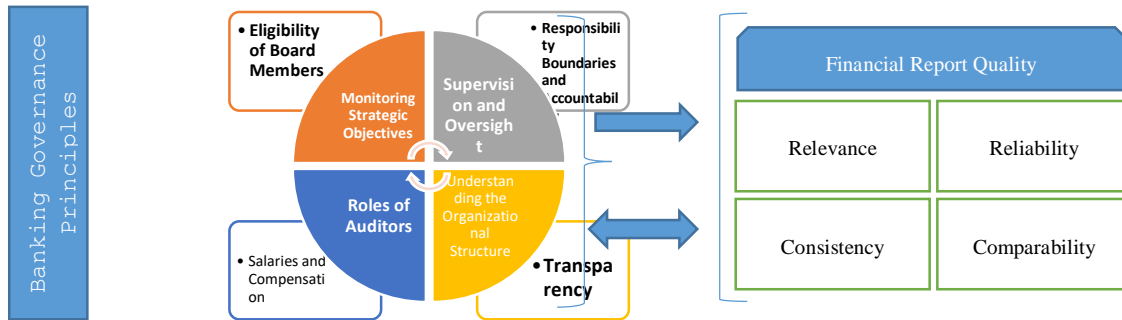 Banking Governance
Principles
• Eligibility
of Board
Members
Monitoring
Strategic
Objectives
Supervisi
on and
Oversigh
t
• Responsibili
ty
Boundaries
and
Accountabil
Roles of
Auditors
Understan
ding the
Organizatio
nal
Structure
• Salaries and
Compensati
on
• Transpa
rency
Financial Report Quality
Relevance
Reliability
Consistency
Comparability